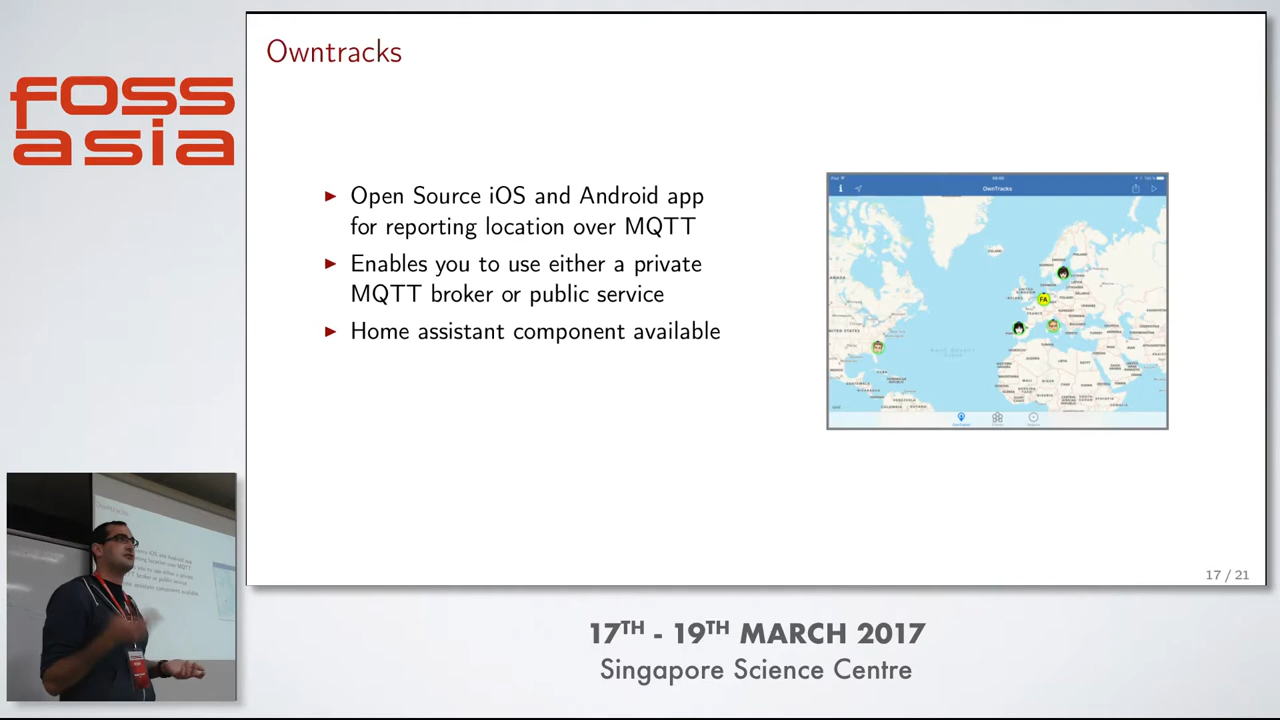 Owntracks
foss
asia
▶ Open Source iOS and Android app
for reporting location over MQTT
▶ Enables you to use either a private
MQTT broker or public service
▶ Home assistant component available
OwnTracks
FA
17 / 21
17TH - 19TH MARCH 2017
Singapore Science Centre